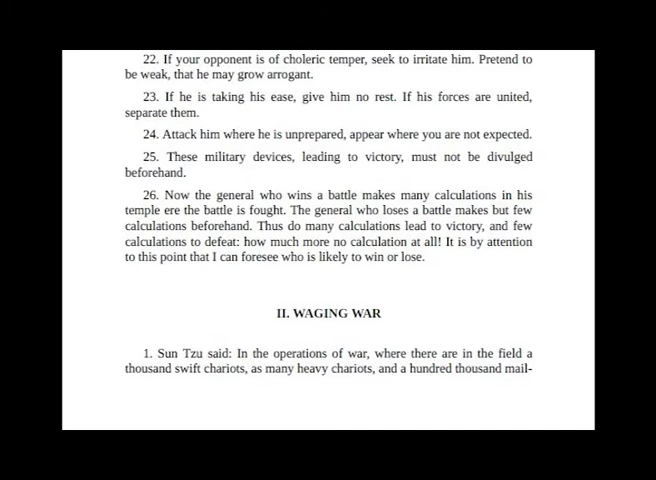 22. If your opponent is of choleric temper, seek to irritate him. Pretend to
be weak, that he may grow arrogant.
23. If he is taking his ease, give him no rest. If his forces are united,
separate them.
24. Attack him where he is unprepared, appear where you are not expected.
25. These military devices, leading to victory, must not be divulged
beforehand.
26. Now the general who wins a battle makes many calculations in his
temple ere the battle is fought. The general who loses a battle makes but few
calculations beforehand. Thus do many calculations lead to victory, and few
calculations to defeat: how much more no calculation at all! It is by attention
to this point that I can foresee who is likely to win or lose.
II. WAGING WAR
1. Sun Tzu said: In the operations of war, where there are in the field a
thousand swift chariots, as many heavy chariots, and a hundred thousand mail-